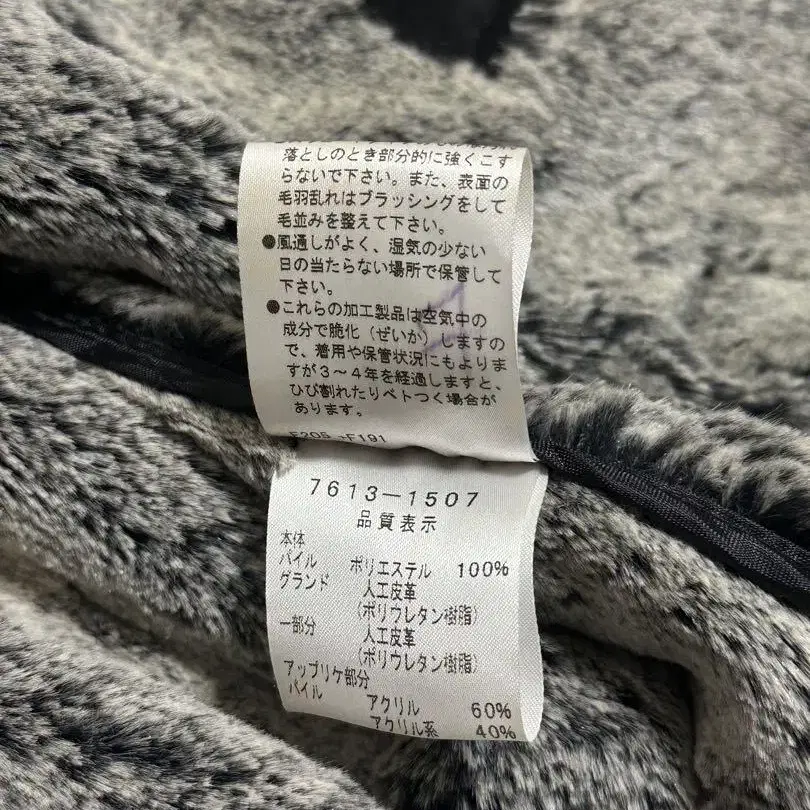 落としのとき部分的に強くこす
らないで下さい。また、表面の
毛羽乱れはブラッシングをして
毛並みを整えて下さい。
●風通しがよく、湿気の少ない
日の当たらない場所で保管して
下さい。
●これらの加工製品は空気中の
成分で脆化（ぜいか）しますの
で、着用や保管状況にもよりま
すが３～４年を経過しますと、
ひび割れたりベトつく場合が
あります。
F205 -F191
7613-1507
品質表示
本体
パイル ポリエステル 100%
グランド 人工皮革
(ポリウレタン樹脂)
一部分 人工皮革
(ポリウレタン樹脂)
アップリケ部分
パイル アクリル 60%
アクリル系 40%